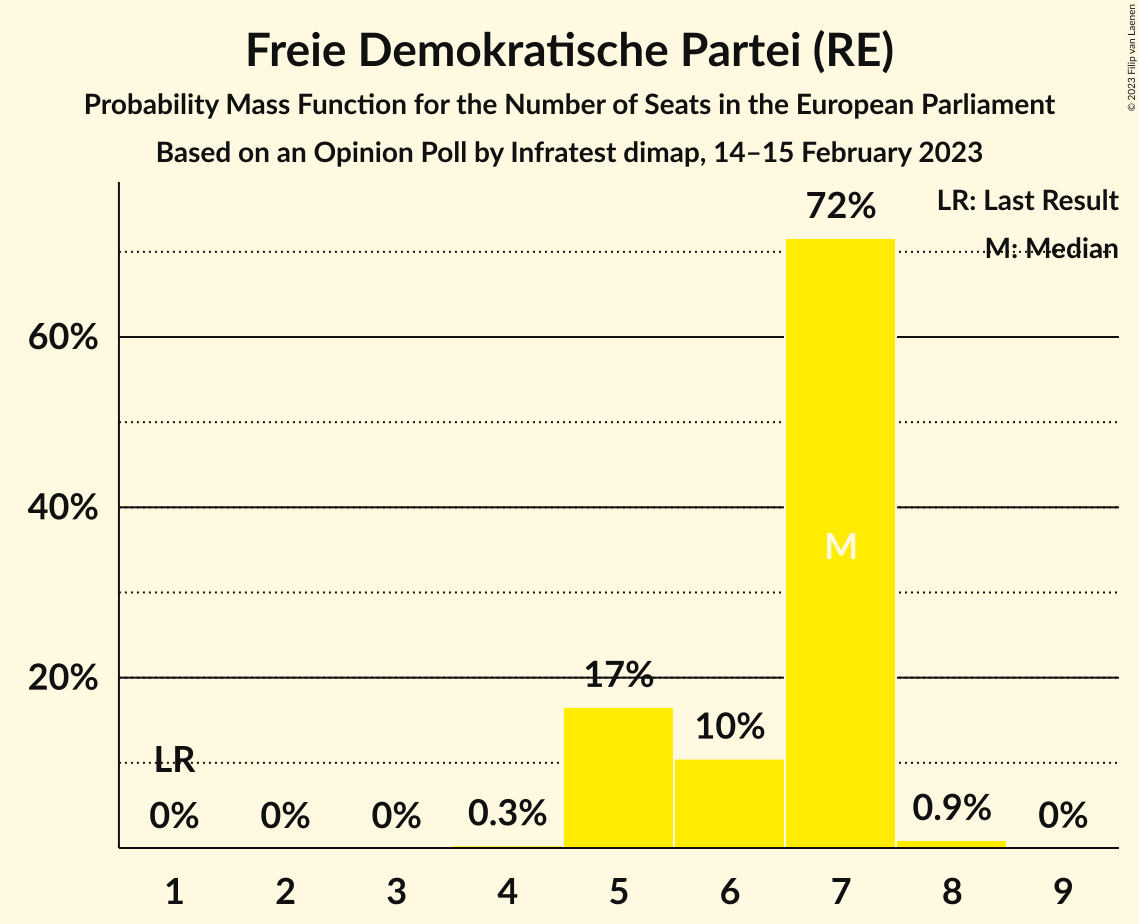 Freie Demokratische Partei (RE)
Probability Mass Function for the Number of Seats in the European Parliament
Based on an Opinion Poll by Infratest dimap, 14–15 February 2023
© 2023 Filip van Laenen
LR: Last Result
M: Median
72%
60%
40%
M
20%
17%
10%
LR
0%
0%
0%
0.3%
0.9%
0%
1 2 3 4 5 6 7 8 9